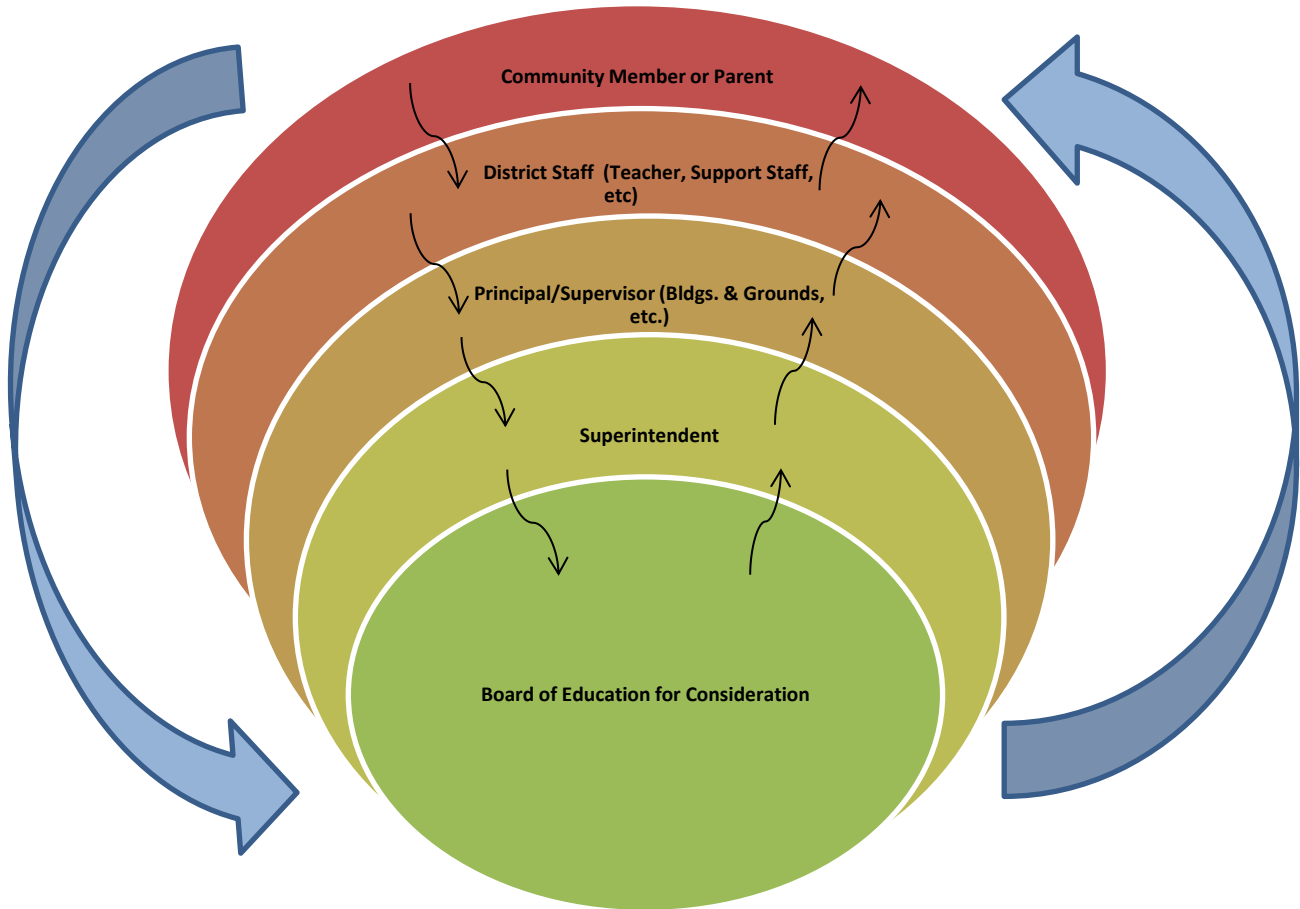 Community Member or Parent
District Staff  (Teacher, Support Staff,
etc)
Principal/Supervisor (Bldgs. & Grounds,
etc.)
Superintendent
Board of Education for Consideration